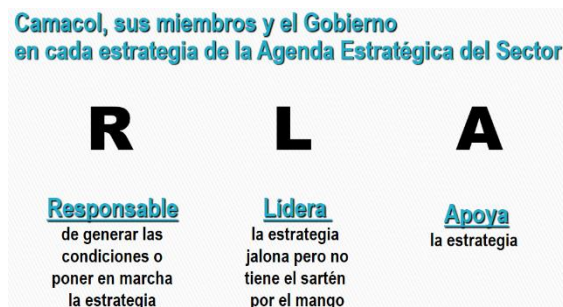 Camacol, sus miembros y el Gobierno
en cada estrategia de la Agenda Estratégica del Sector
R
L
A
Responsable
de generar las
condiciones o
poner en marcha
la estrategia
Lidera
la estrategia
jalona pero no
tiene el sartén
por el mango
Apoya
la estrategia